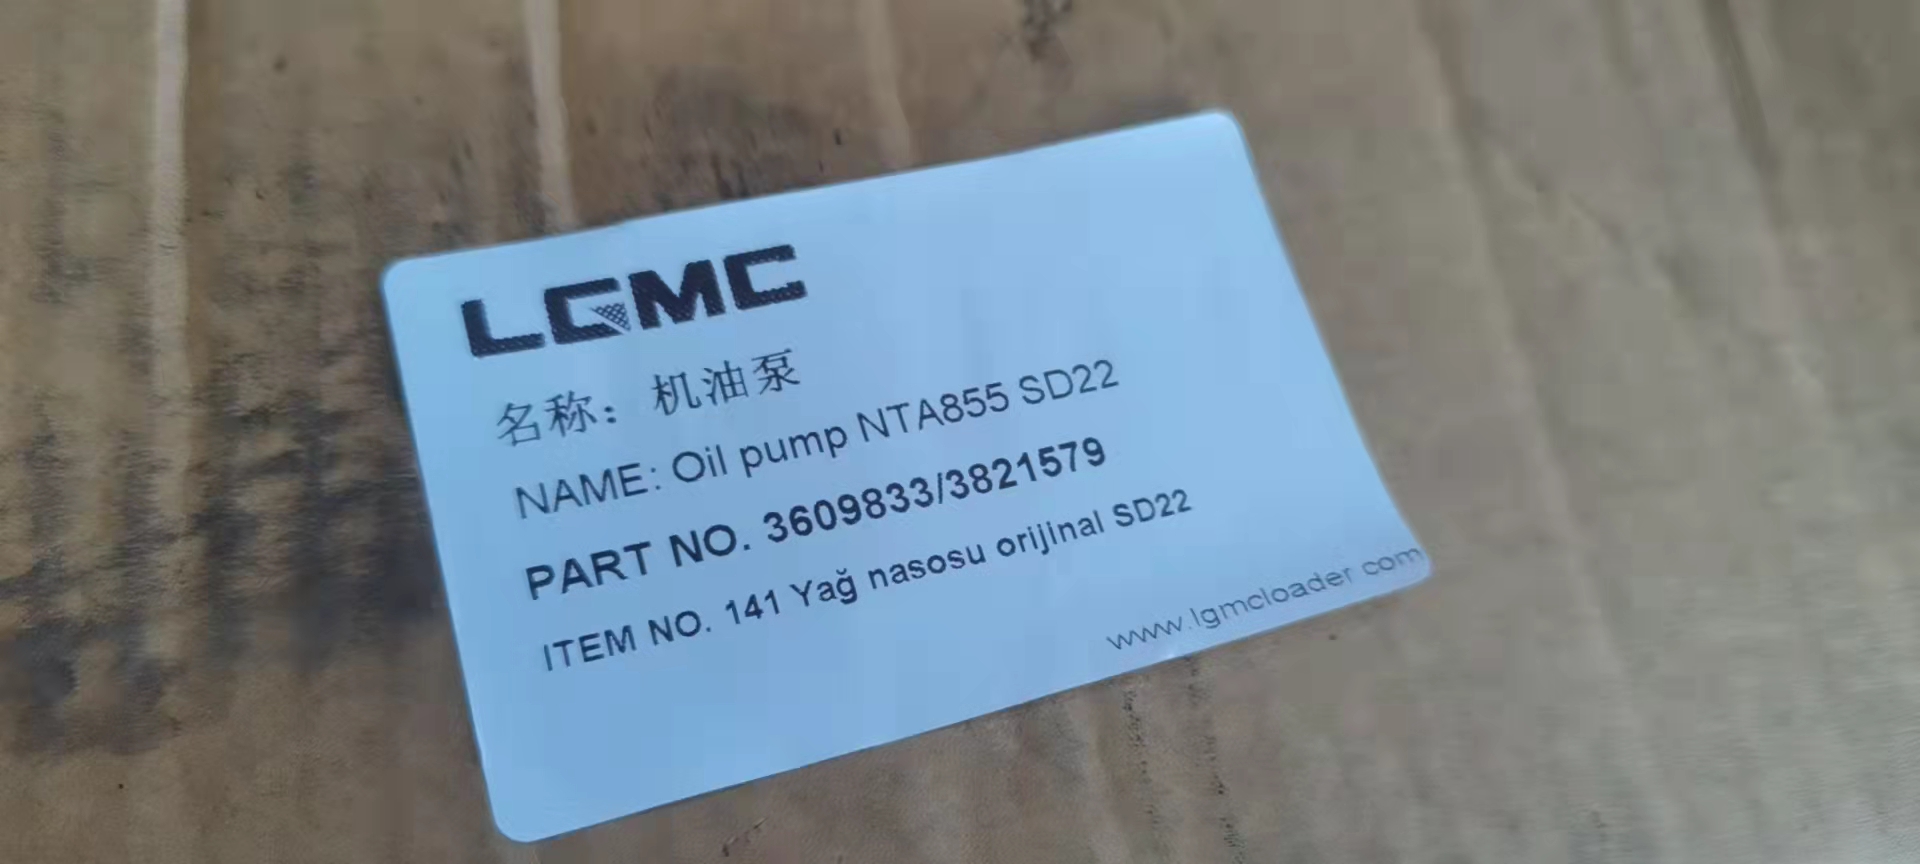 LGMC
名称： 机油泵
NAME: Oil pump NTA855 SD22
PART NO. 3609833/3821579
ITEM NO. 141 Yağ nasosu orijinal SD22
www.lgmcloader.com